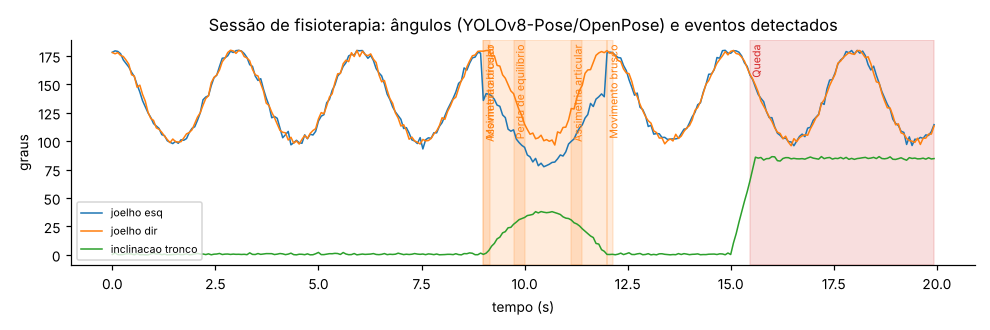 Sessão de fisioterapia: ângulos (YOLOv8-Pose/OpenPose) e eventos detectados
graus
175
150
125
100
75
50
25
0
Perda de equilibrio
Assimetria articular
Movimento brusco
Queda
joelho esq
joelho dir
inclinacao tronco
0.0 2.5 5.0 7.5 10.0 12.5 15.0 17.5 20.0
tempo (s)